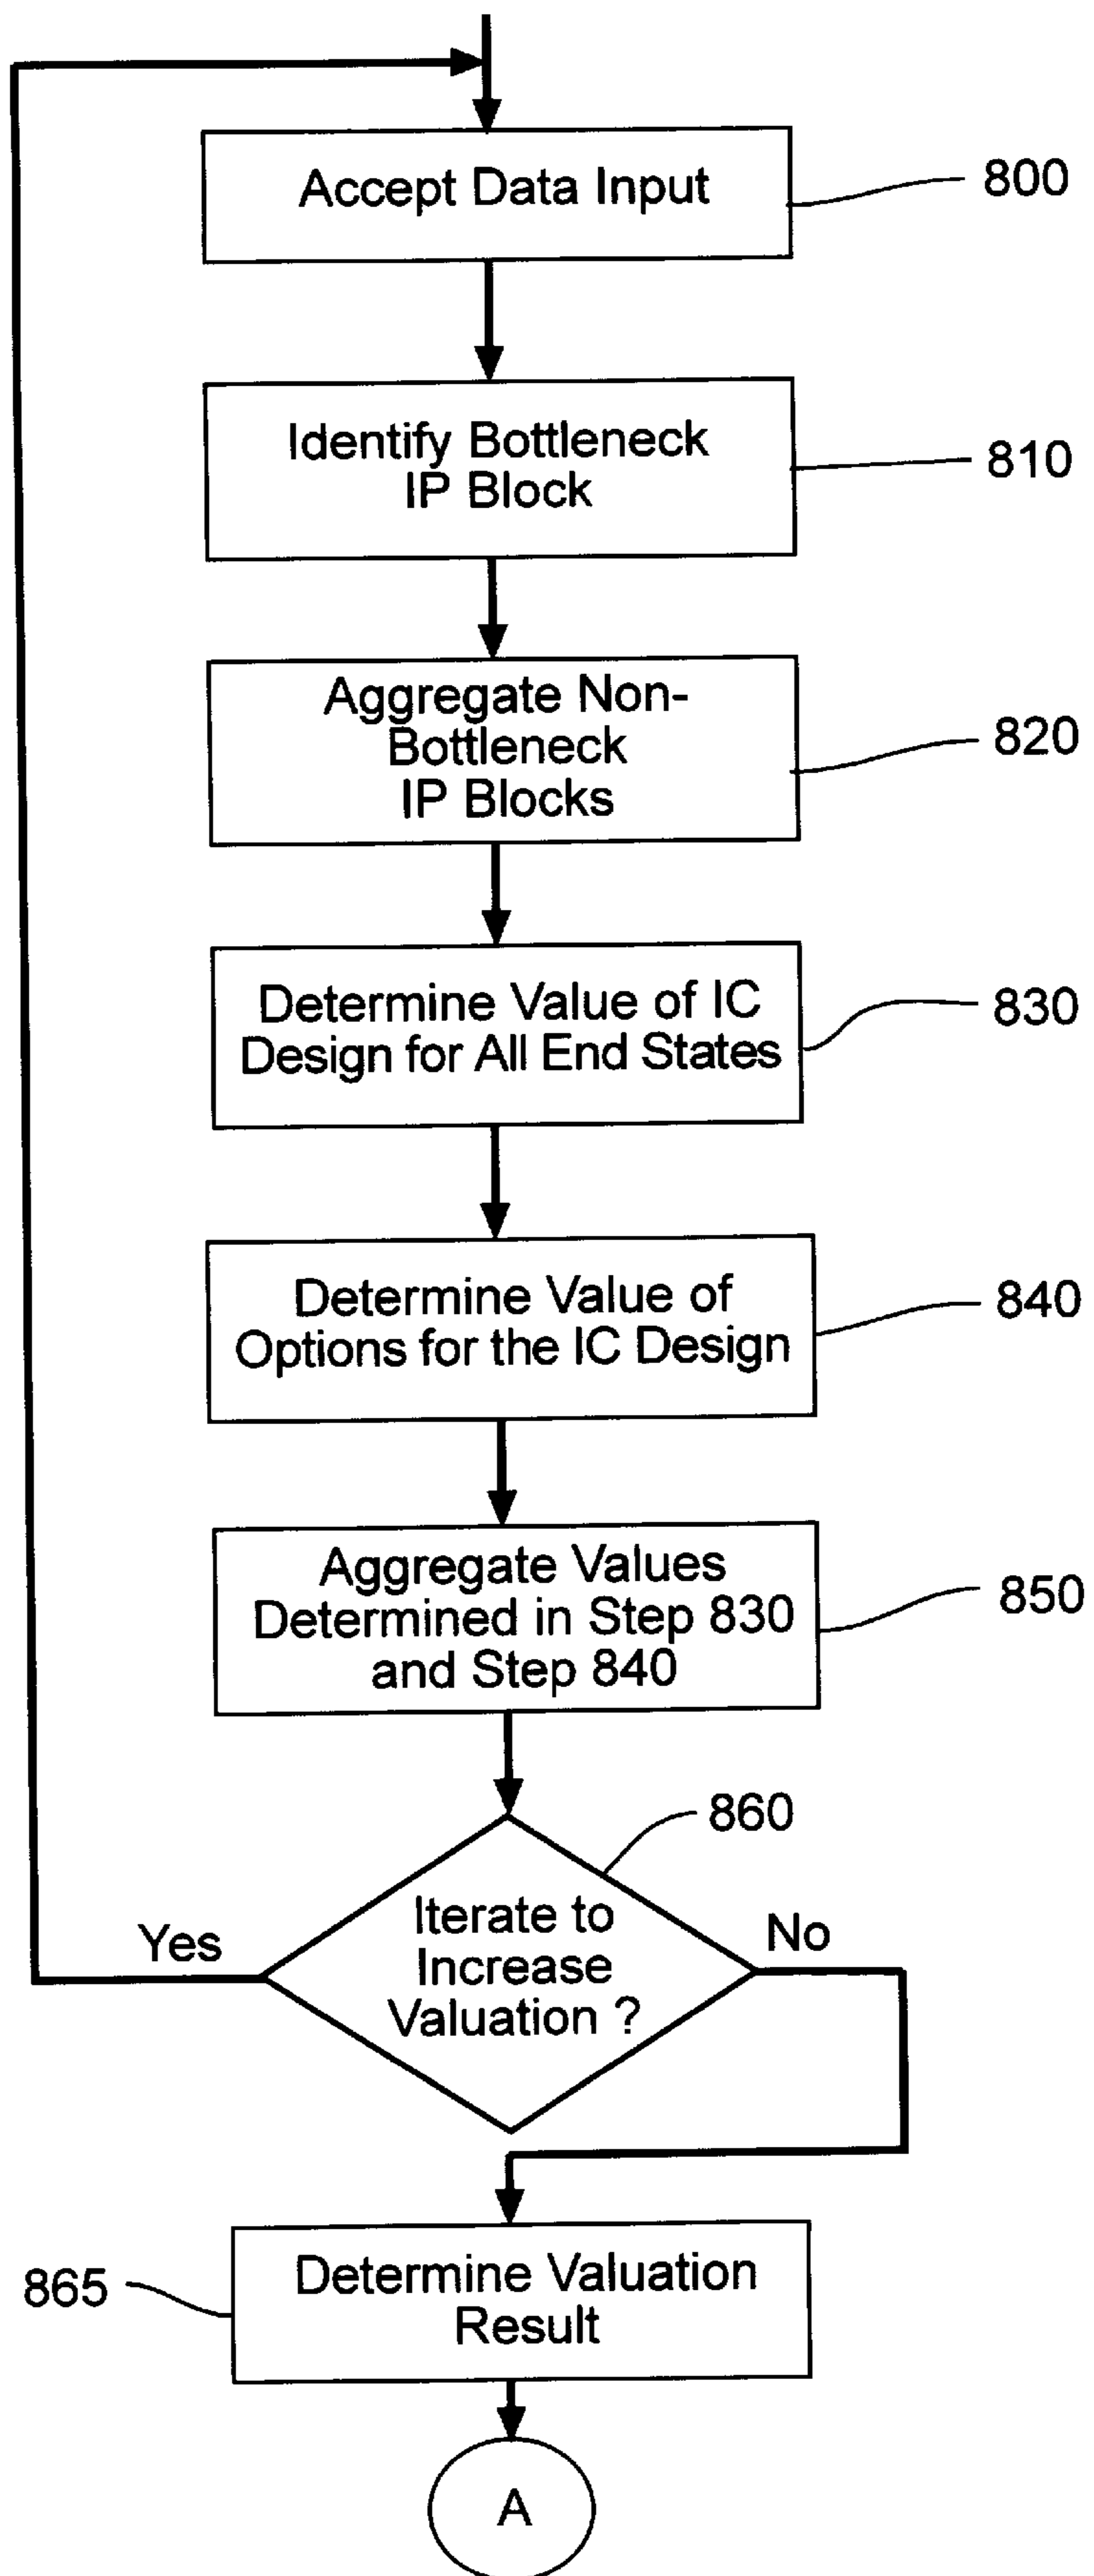 Accept Data Input
800
Identify Bottleneck
IP Block
810
Aggregate Non-
Bottleneck
IP Blocks
820
Determine Value of IC
Design for All End States
830
Determine Value of
Options for the IC Design
840
Aggregate Values
Determined in Step 830
and Step 840
850
860
Iterate to
Increase
Valuation ?
Yes
No
Determine Valuation
Result
865
A